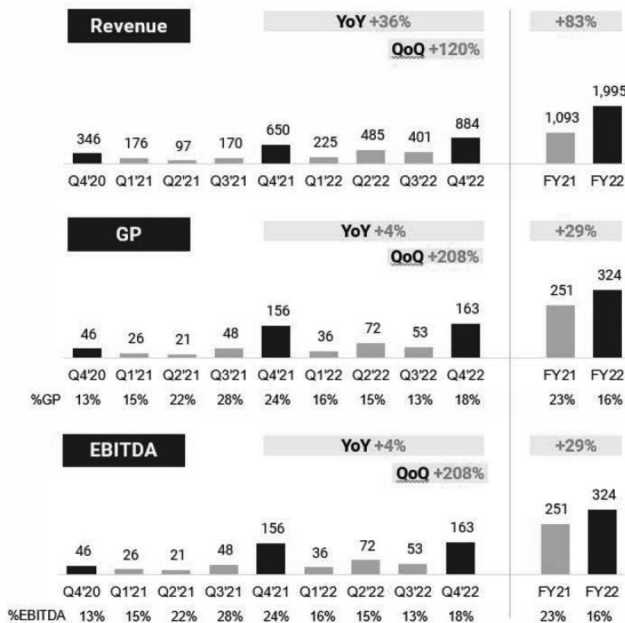 Revenue
YoY +36%
+83%
QoQ +120%
346 176 97 170 650 225 485 401 884 1,093 1,995
Q4'20 Q1'21 Q2'21 Q3'21 Q4'21 Q1'22 Q2'22 Q3'22 Q4'22 FY21 FY22
GP
YoY +4%
+29%
QoQ +208%
46 26 21 48 156 36 72 53 163 251 324
Q4'20 Q1'21 Q2'21 Q3'21 Q4'21 Q1'22 Q2'22 Q3'22 Q4'22 FY21 FY22
%GP 13% 15% 22% 28% 24% 16% 15% 13% 18% 23% 16%
EBITDA
YoY +4%
+29%
QoQ +208%
46 26 21 48 156 36 72 53 163 251 324
Q4'20 Q1'21 Q2'21 Q3'21 Q4'21 Q1'22 Q2'22 Q3'22 Q4'22 FY21 FY22
%EBITDA 13% 15% 22% 28% 24% 16% 15% 13% 18% 23% 16%